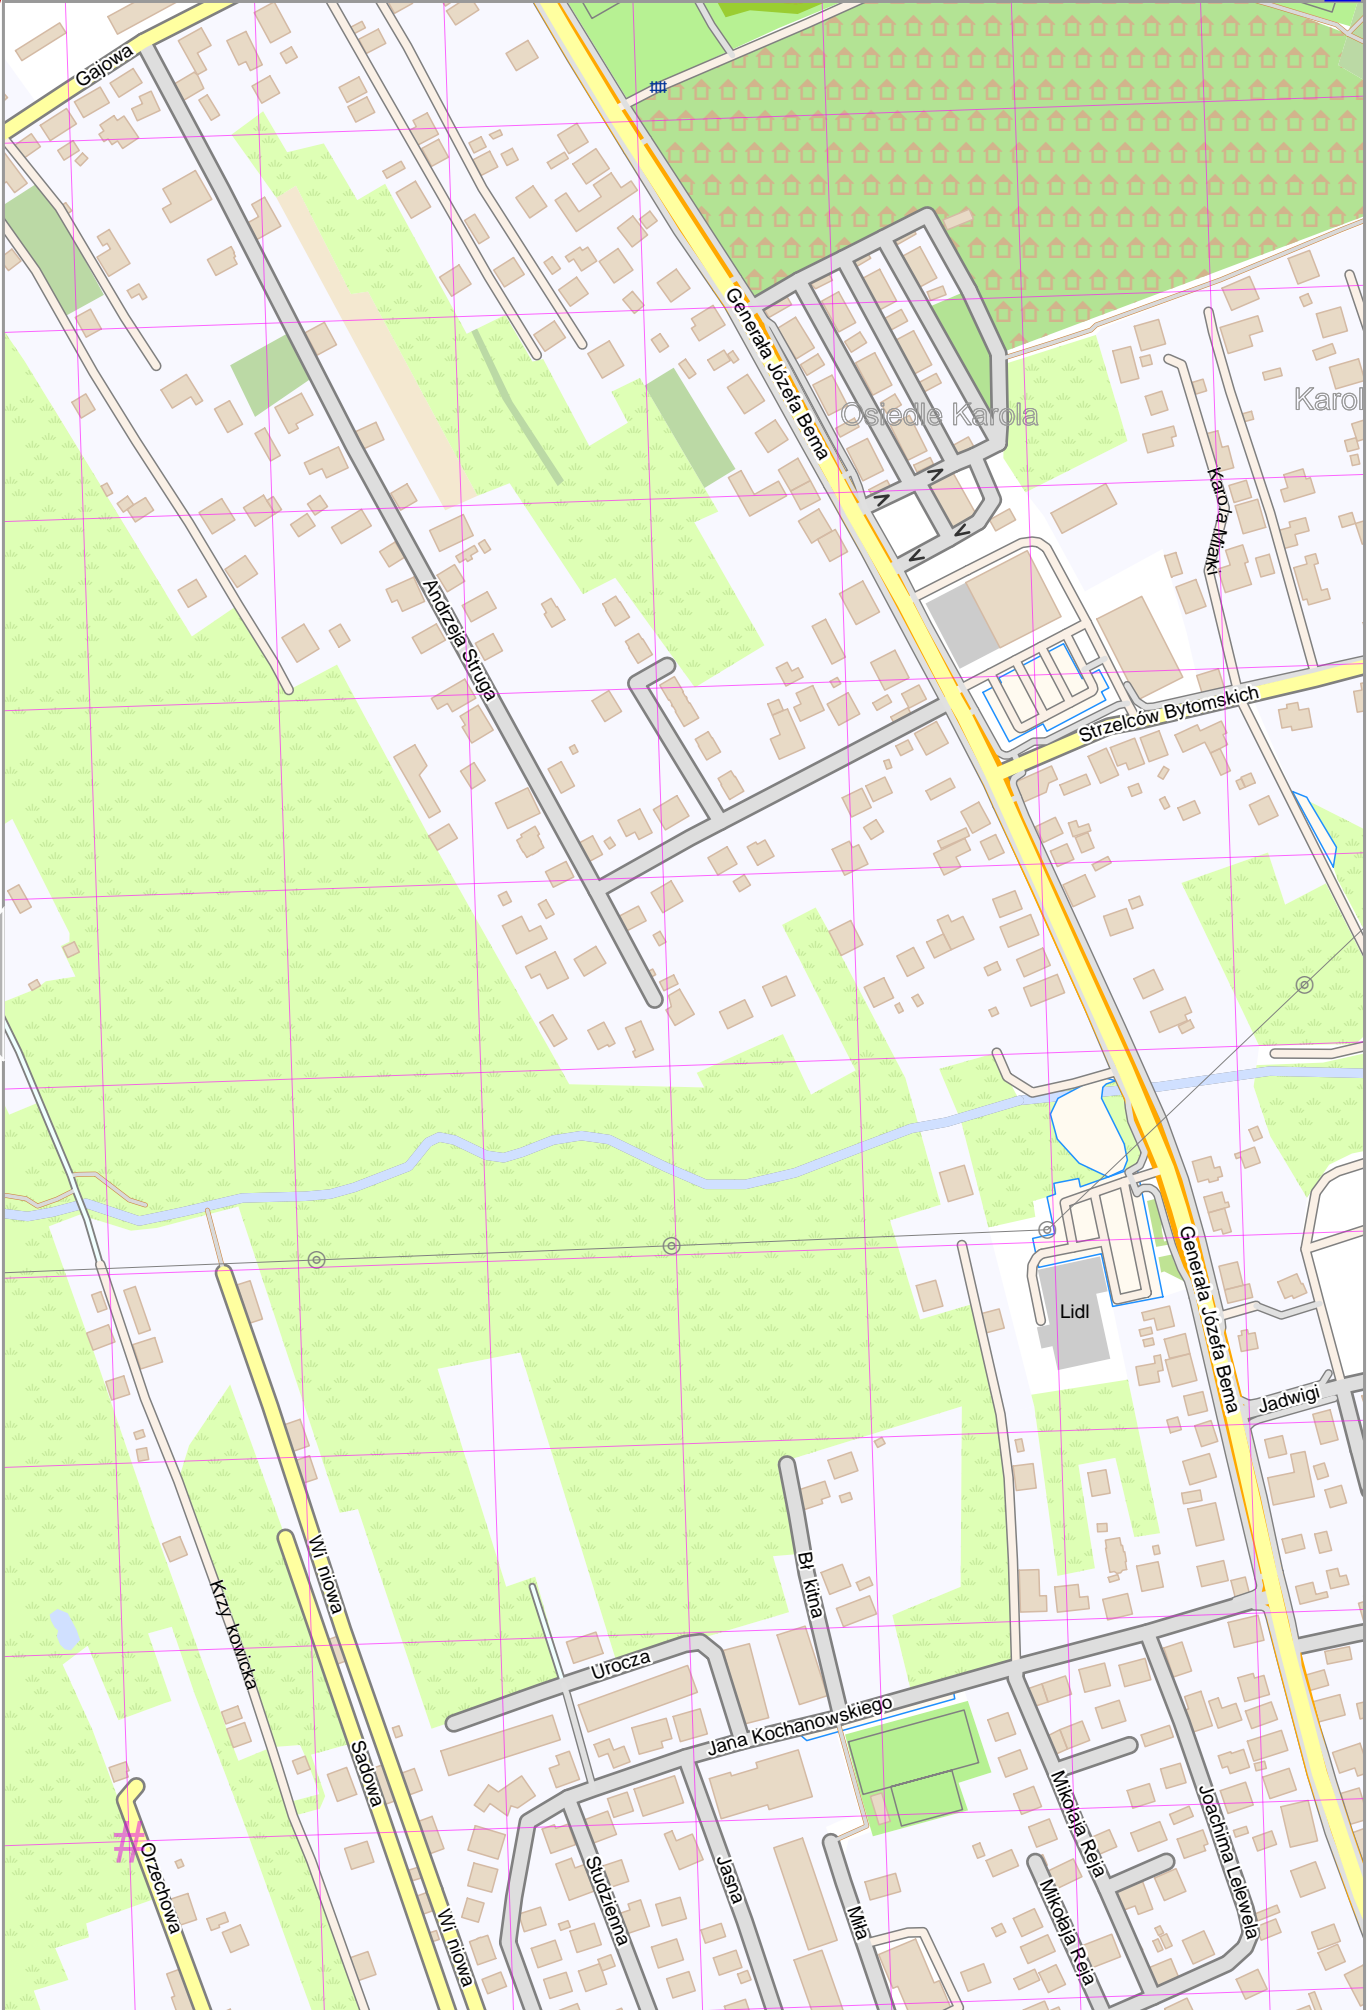 Gajowa
Generała Józefa Bema
Osiedle Karola
Karol
Karola Miarki
Andrzeja Struga
Strzelców Bytomskich
Generała Józefa Bema
Lidl
Jadwigi
Wi niowa
Bł kitna
Krzy kowicka
Urocza
Jana Kochanowskiego
Sadowa
Mikołaja Reja
Joachima Lelewela
Orzechowa
Studzienna
Jasna
Miła
Mikołaja Reja
Wi niowa